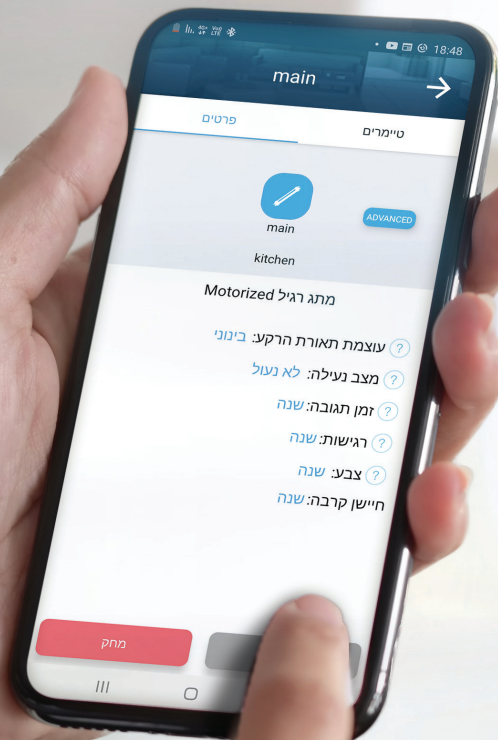 18:48
main
פרטים
טיימרים
ADVANCED
main
kitchen
מתג רגיל Motorized
עוצמת תאורת הרקע: בינוני
מצב נעילה: לא נעול
זמן תגובה: שנה
רגישות: שנה
צבע: שנה
חיישן קרבה: שנה
מחק